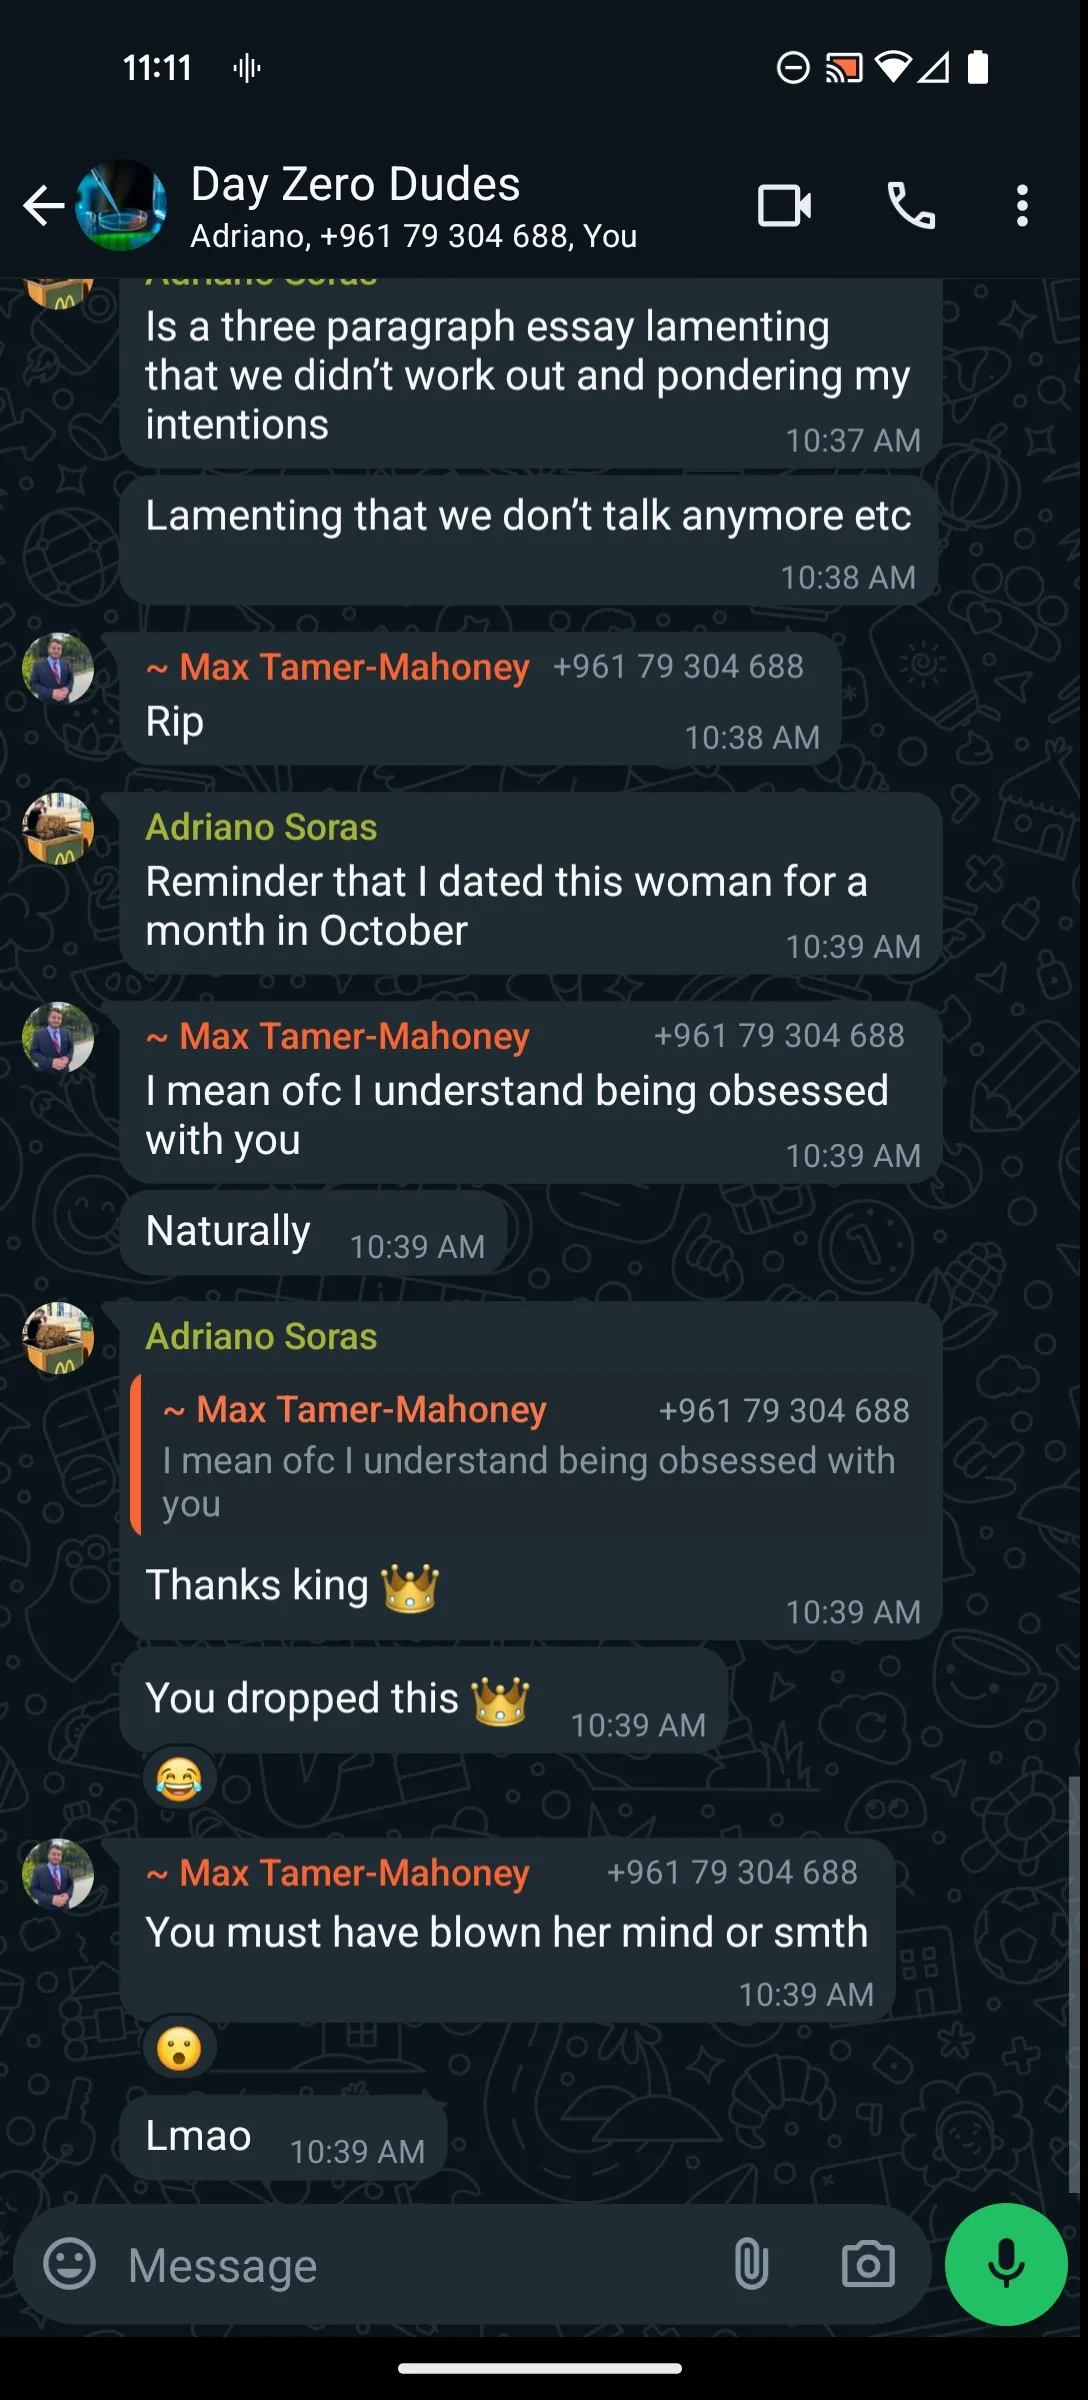 11:11
Day Zero Dudes
Adriano, +961 79 304 688, You
Adriano Soras
Is a three paragraph essay lamenting
that we didn’t work out and pondering my
intentions
10:37 AM
Lamenting that we don’t talk anymore etc
10:38 AM
~ Max Tamer-Mahoney +961 79 304 688
Rip
10:38 AM
Adriano Soras
Reminder that I dated this woman for a
month in October
10:39 AM
~ Max Tamer-Mahoney +961 79 304 688
I mean ofc I understand being obsessed
with you
10:39 AM
Naturally 10:39 AM
Adriano Soras
~ Max Tamer-Mahoney +961 79 304 688
I mean ofc I understand being obsessed with
you
Thanks king 👑
10:39 AM
You dropped this 👑 10:39 AM
~ Max Tamer-Mahoney +961 79 304 688
You must have blown her mind or smth
10:39 AM
Lmao 10:39 AM
Message